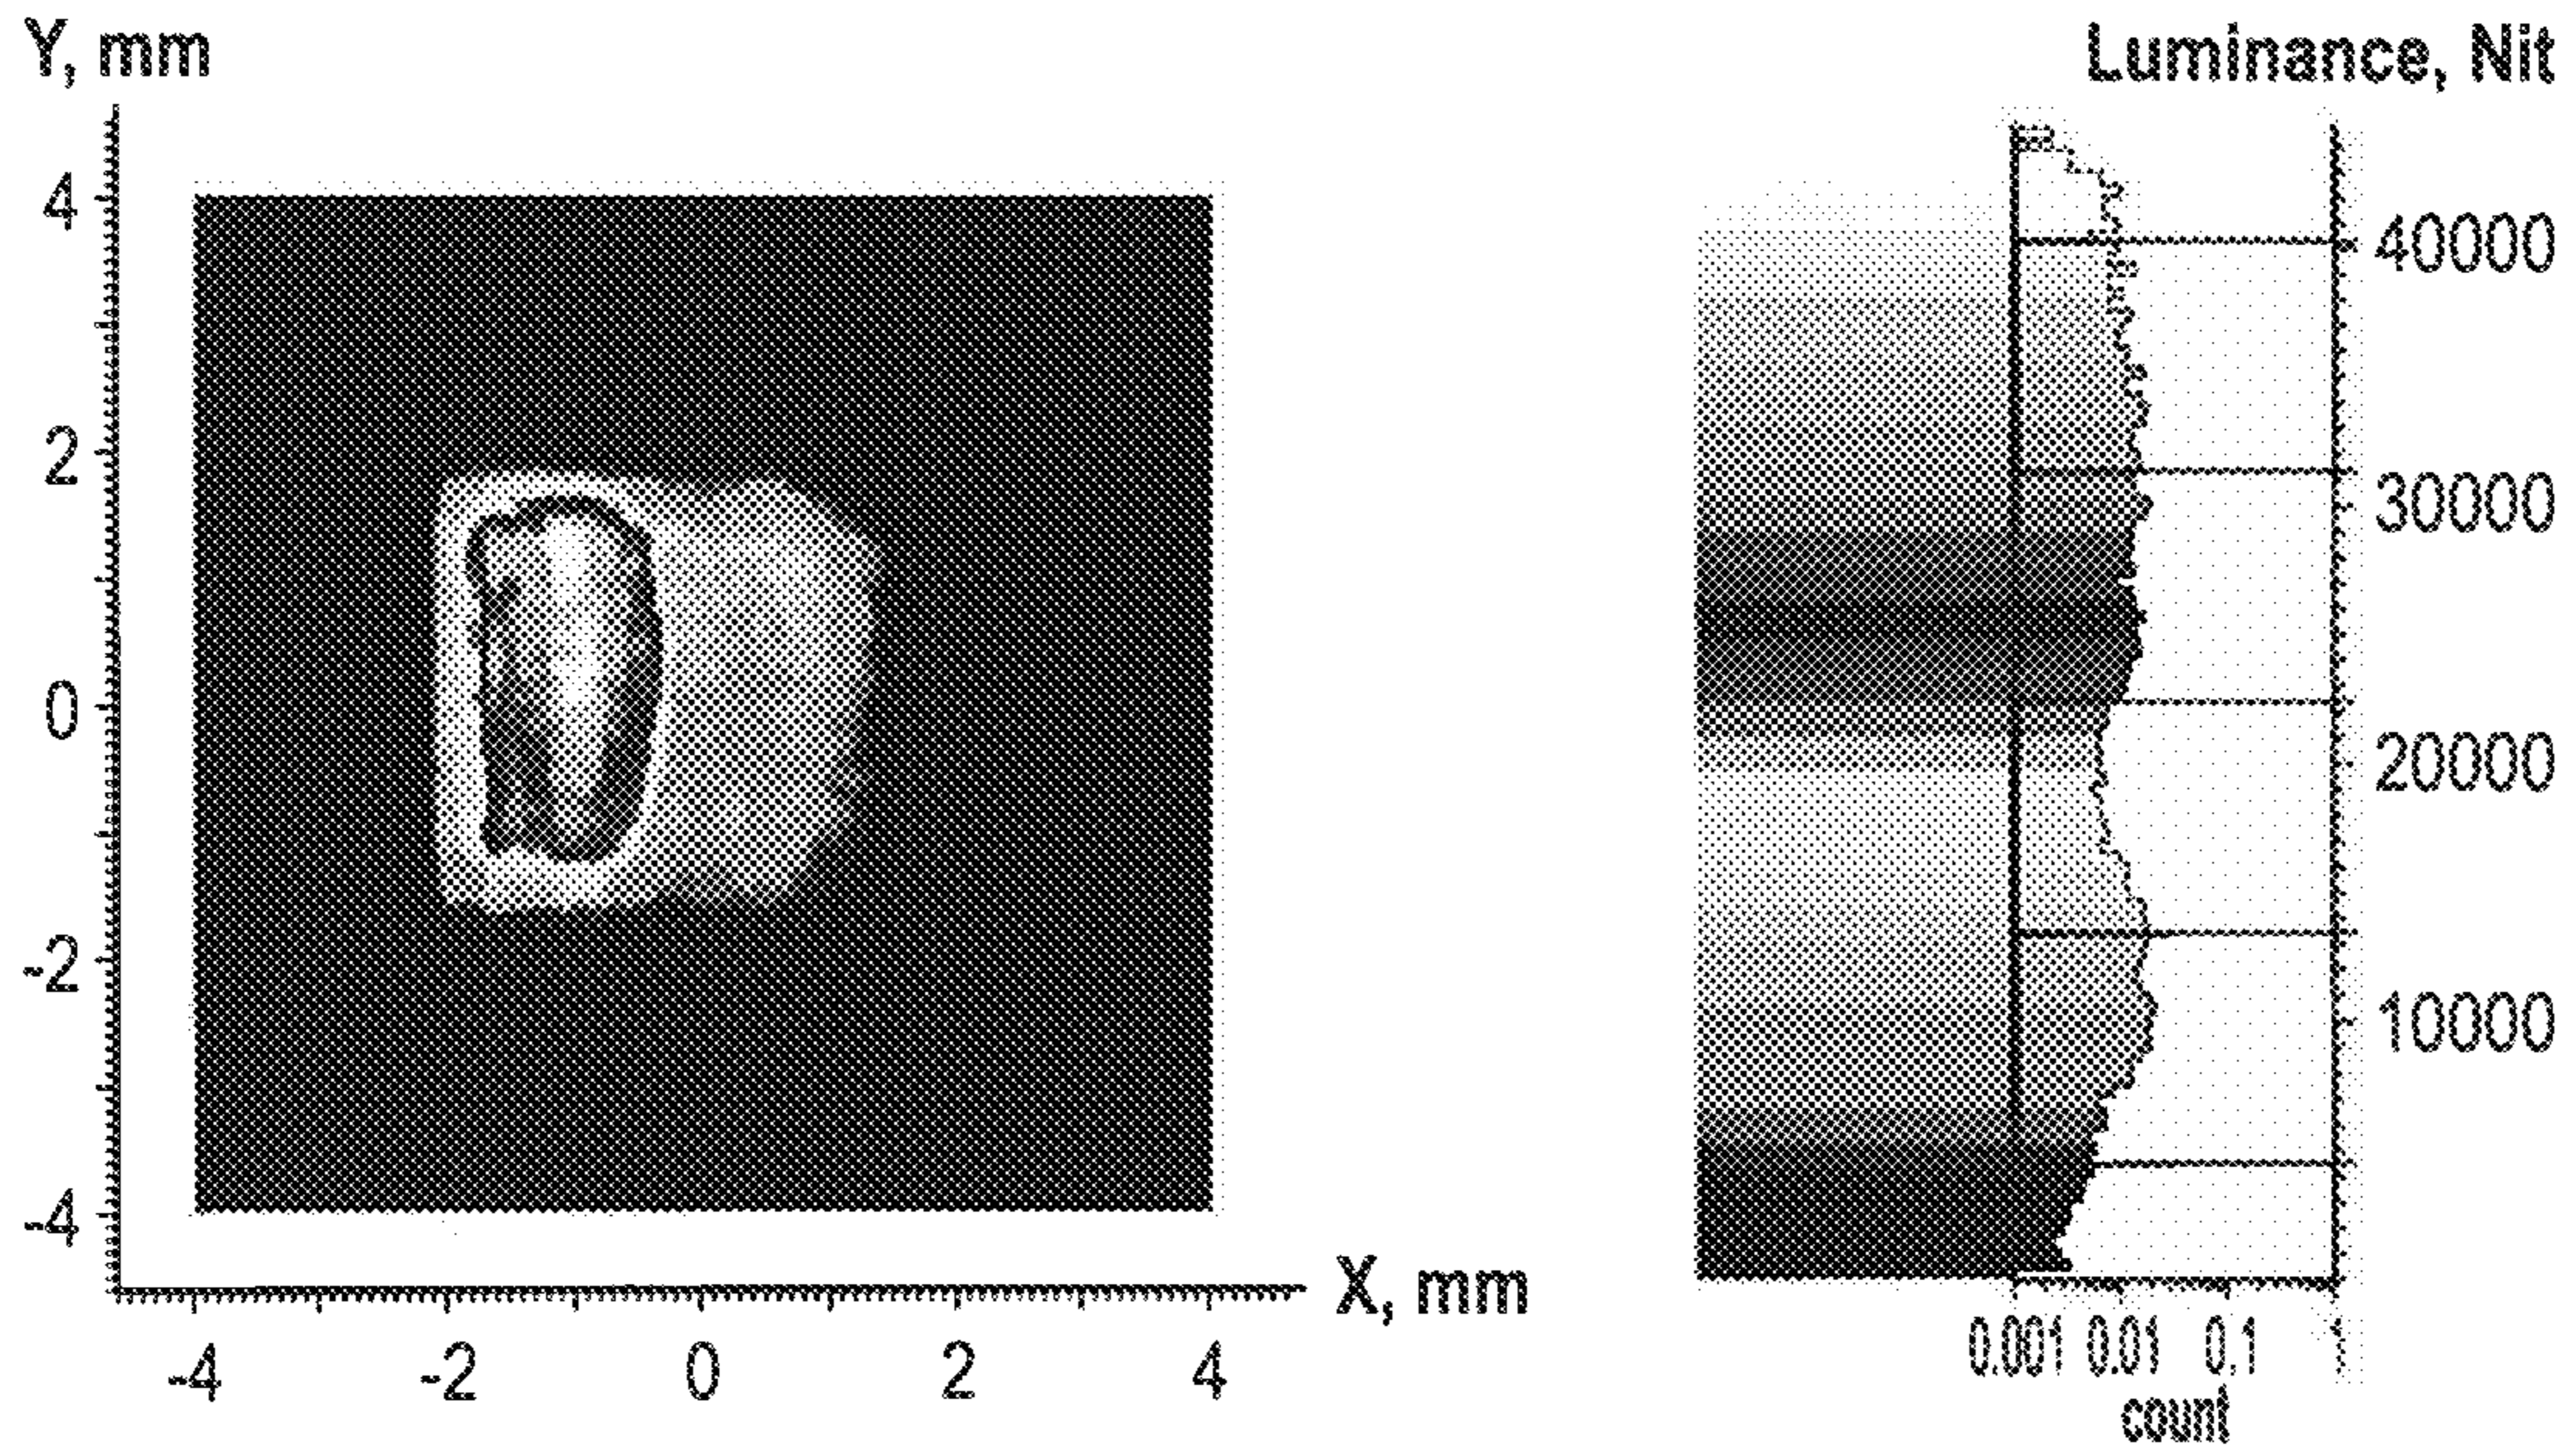 Y, mm
Luminance, Nit
4
2
0
-2
-4
40000
30000
20000
10000
X, mm
-4 -2 0 2 4
0.001 0.01 0.1 1
count